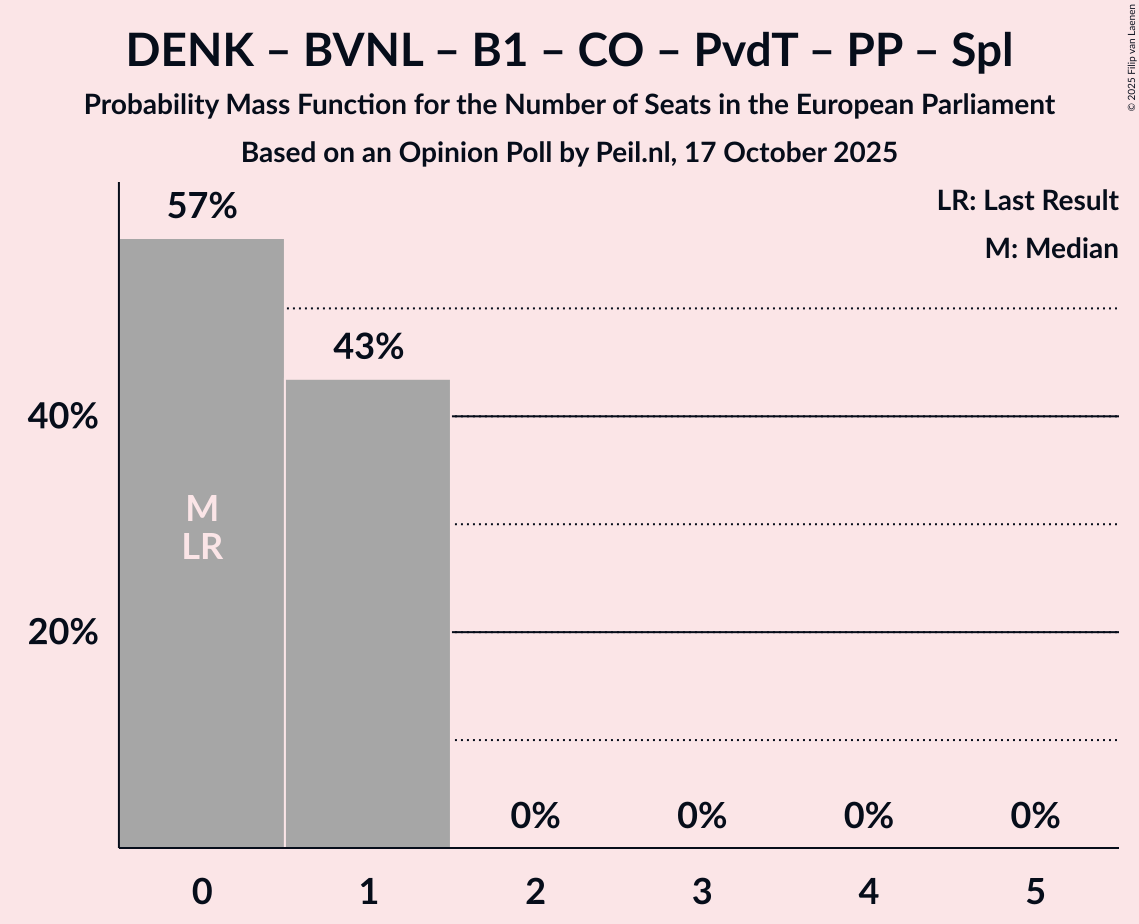 DENK – BVNL – B1 – CO – PvdT – PP – Spl
Probability Mass Function for the Number of Seats in the European Parliament
Based on an Opinion Poll by Peil.nl, 17 October 2025
© 2025 Filip van Laenen
LR: Last Result
M: Median
57%
43%
40%
20%
M
LR
0%
0%
0%
0%
0
1
2
3
4
5